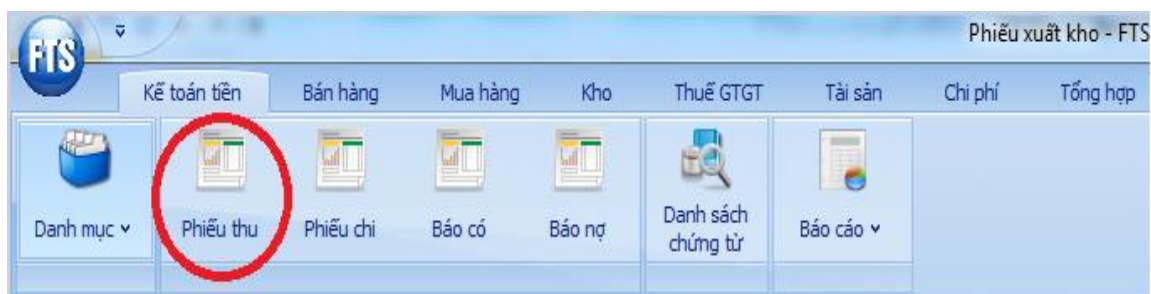 Phiếu xuất kho - FTS
FTS
Kế toán tiền Bán hàng Mua hàng Kho Thuế GTGT Tài sản Chi phí Tổng hợp
Danh mục Phiếu thu Phiếu chi Báo có Báo nợ Danh sách chứng từ Báo cáo